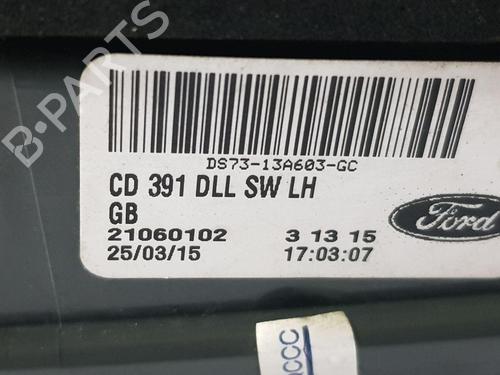 B-PARTS
DS73-13A603-GC
CD 391 DLL SW LH
GB
21060102 3 13 15
25/03/15 17:03:07
Ford